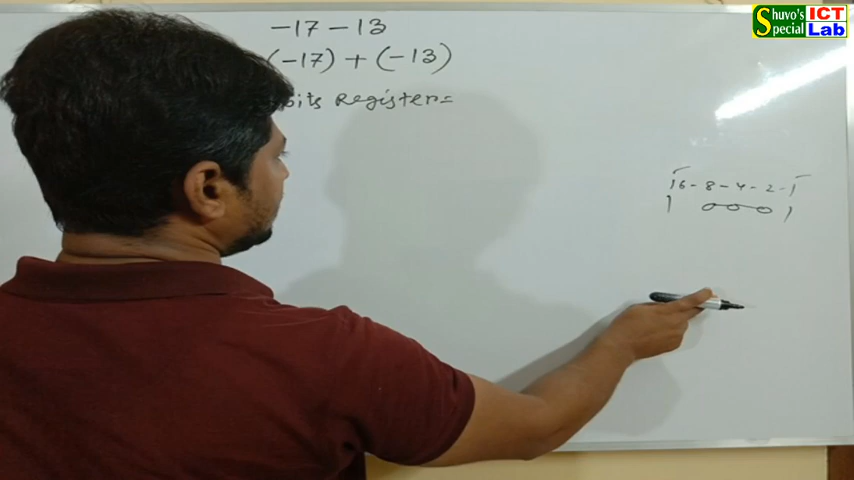 -17 - 13
(-17) + (-13)
bits Register=
16 - 8 - 4 - 2 - 1
1 0 0 0 1
Shuvo's Special ICT Lab